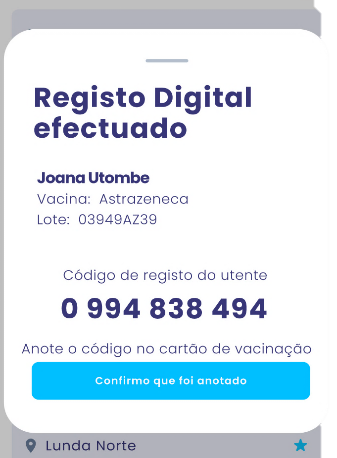 Registo Digital
efectuado
Joana Utombe
Vacina: Astrazeneca
Lote: 03949AZ39
Código de registo do utente
0 994 838 494
Anote o código no cartão de vacinação
Confirmo que foi anotado
Lunda Norte